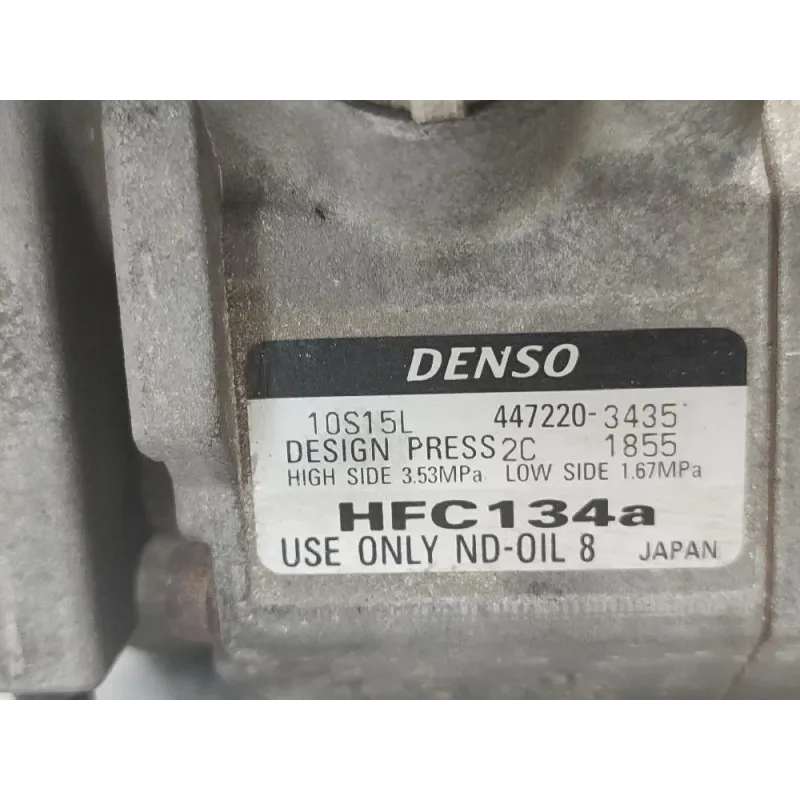 DENSO
10S15L 447220-3435
DESIGN PRESS 2C 1855
HIGH SIDE 3.53MPa LOW SIDE 1.67MPa
HFC134a
USE ONLY ND-OIL 8 JAPAN